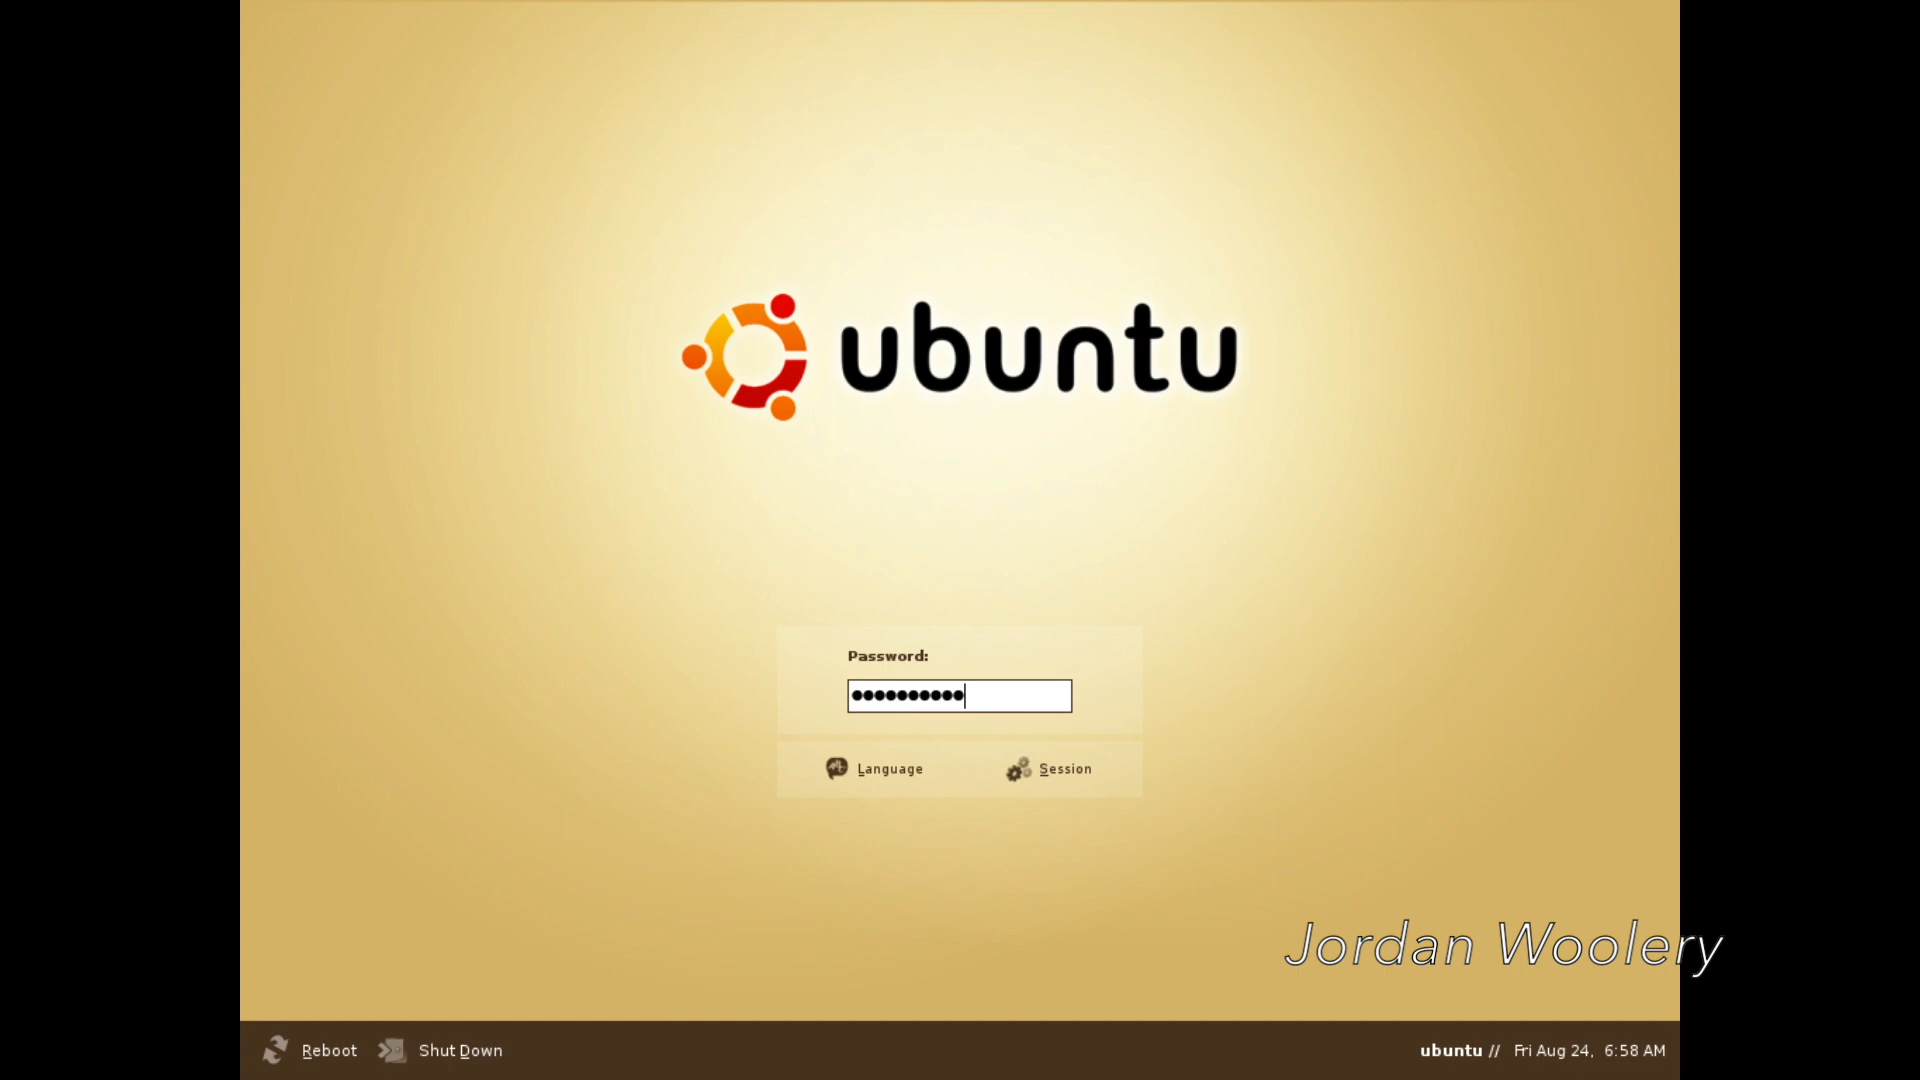 ubuntu
Password:
Language
Session
Jordan Woolery
Reboot
Shut Down
ubuntu // Fri Aug 24, 6:58 AM